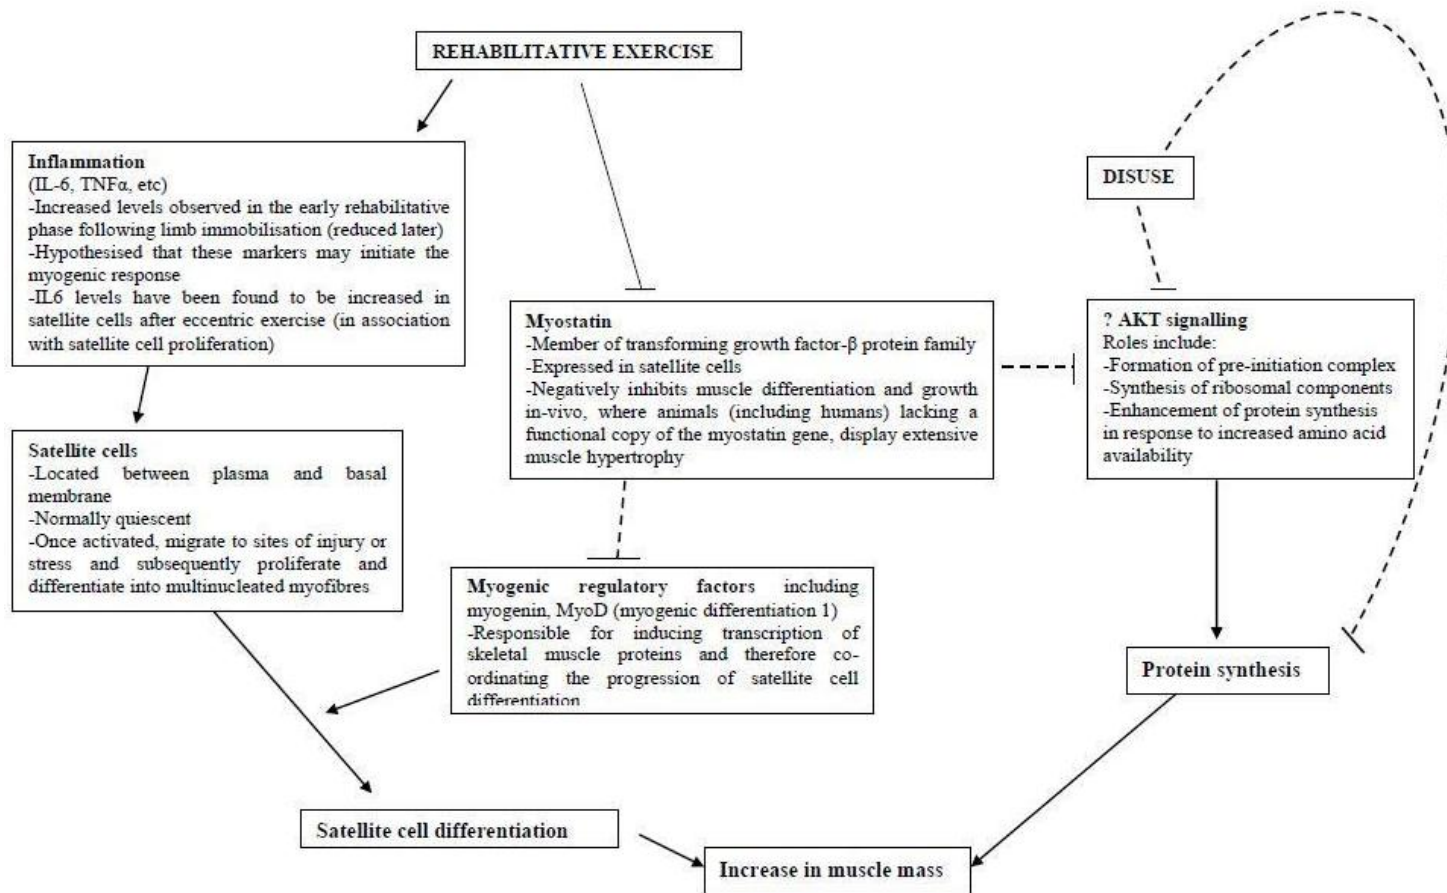 REHABILITATIVE EXERCISE
Inflammation
(IL-6, TNFα, etc)
-Increased levels observed in the early rehabilitative
phase following limb immobilisation (reduced later)
-Hypothesised that these markers may initiate the
myogenic response
-IL6 levels have been found to be increased in
satellite cells after eccentric exercise (in association
with satellite cell proliferation)
DISUSE
Myostatin
-Member of transforming growth factor-β protein family
-Expressed in satellite cells
-Negatively inhibits muscle differentiation and growth
in-vivo, where animals (including humans) lacking a
functional copy of the myostatin gene, display extensive
muscle hypertrophy
? AKT signalling
Roles include:
-Formation of pre-initiation complex
-Synthesis of ribosomal components
-Enhancement of protein synthesis
in response to increased amino acid
availability
Satellite cells
-Located between plasma and basal
membrane
-Normally quiescent
-Once activated, migrate to sites of injury or
stress and subsequently proliferate and
differentiate into multinucleated myofibres
Myogenic regulatory factors including
myogenin, MyoD (myogenic differentiation 1)
-Responsible for inducing transcription of
skeletal muscle proteins and therefore co-
ordinating the progression of satellite cell
differentiation
Protein synthesis
Satellite cell differentiation
Increase in muscle mass